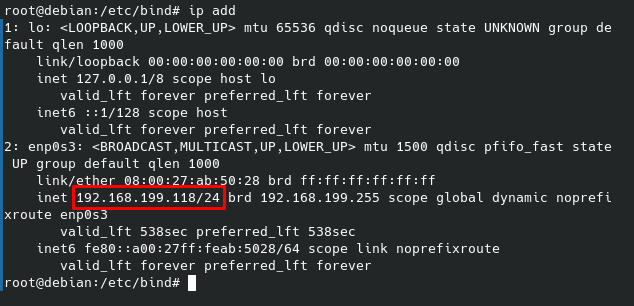 root@debian:/etc/bind# ip add
1: lo: <LOOPBACK,UP,LOWER_UP> mtu 65536 qdisc noqueue state UNKNOWN group de
fault qlen 1000
    link/loopback 00:00:00:00:00:00 brd 00:00:00:00:00:00
    inet 127.0.0.1/8 scope host lo
       valid_lft forever preferred_lft forever
    inet6 ::1/128 scope host
       valid_lft forever preferred_lft forever
2: enp0s3: <BROADCAST,MULTICAST,UP,LOWER_UP> mtu 1500 qdisc pfifo_fast state
 UP group default qlen 1000
    link/ether 08:00:27:ab:50:28 brd ff:ff:ff:ff:ff:ff
    inet 192.168.199.118/24 brd 192.168.199.255 scope global dynamic noprefi
xroute enp0s3
       valid_lft 538sec preferred_lft 538sec
    inet6 fe80::a00:27ff:feab:5028/64 scope link noprefixroute
       valid_lft forever preferred_lft forever
root@debian:/etc/bind#